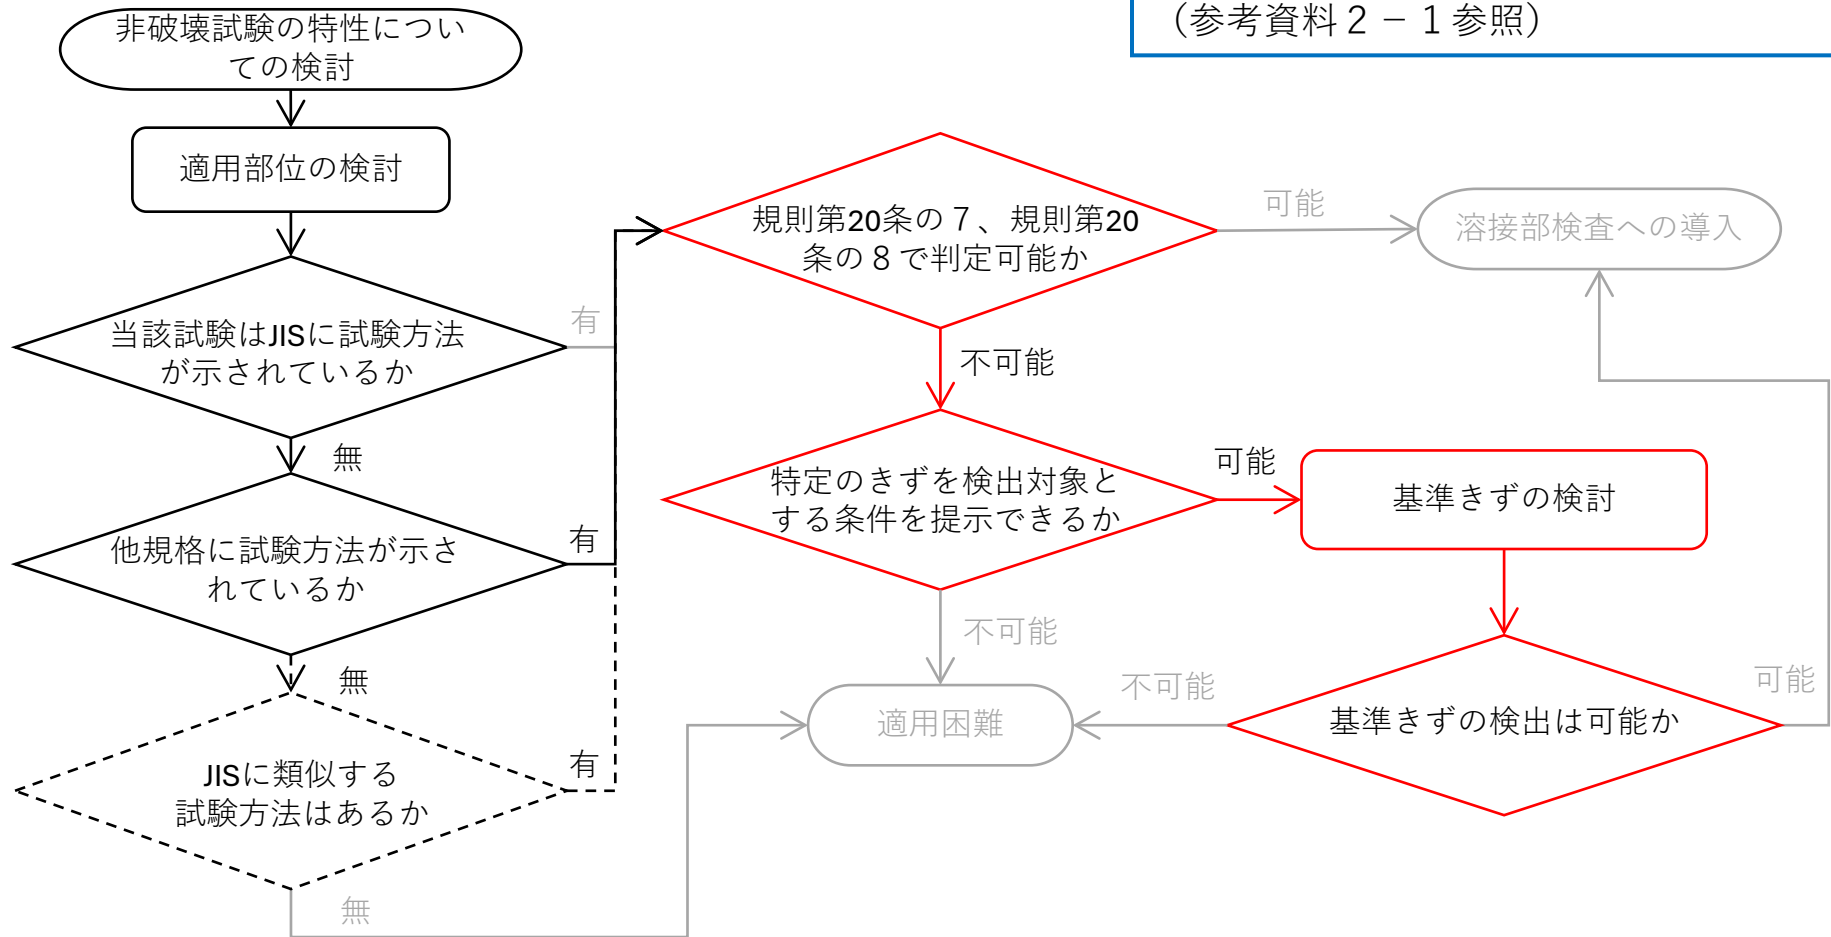 （参考資料２－１参照）
非破壊試験の特性につい
ての検討
適用部位の検討
当該試験はJISに試験方法
が示されているか
有
無
他規格に試験方法が示さ
れているか
有
無
JISに類似する
試験方法はあるか
有
無
規則第20条の７、規則第20
条の８で判定可能か
可能
溶接部検査への導入
不可能
特定のきずを検出対象と
する条件を提示できるか
可能
基準きずの検討
不可能
適用困難
不可能
基準きずの検出は可能か
可能